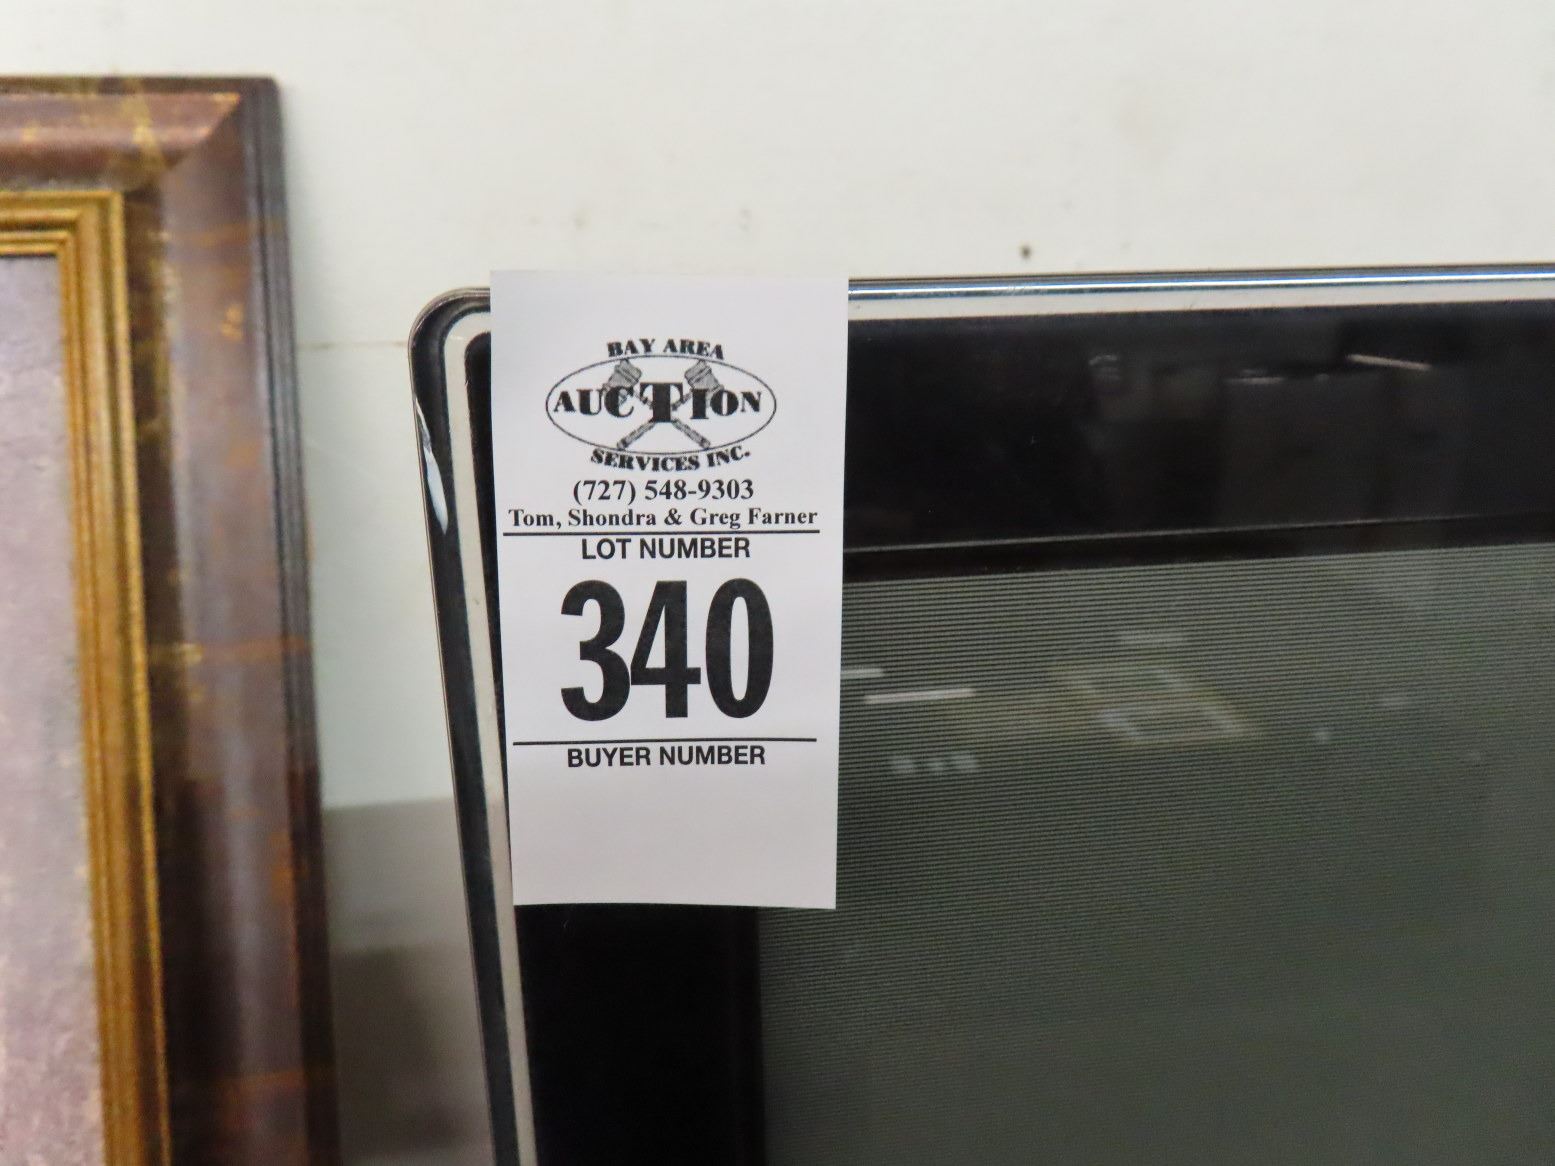 BAY AREA
AUCTION
SERVICES INC.
(727) 548-9303
Tom, Shondra & Greg Farner
LOT NUMBER
340
BUYER NUMBER